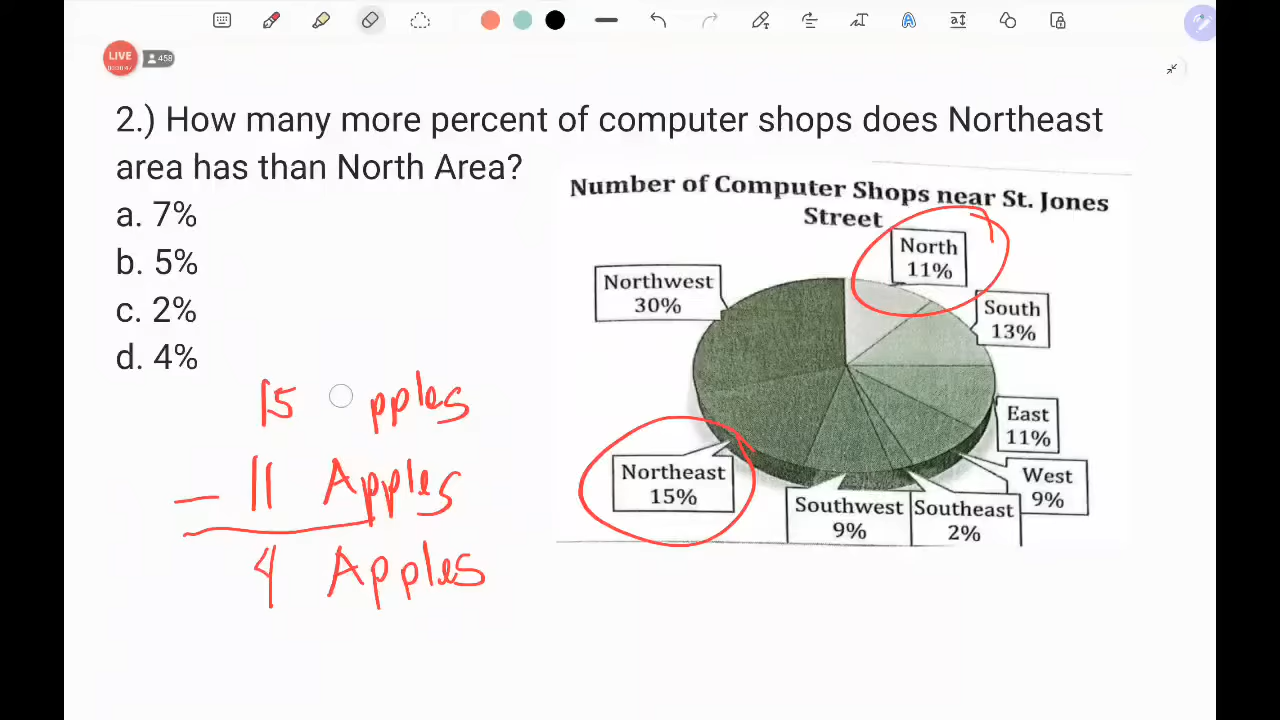 LIVE
458
2.) How many more percent of computer shops does Northeast
area has than North Area?
a. 7%
b. 5%
c. 2%
d. 4%
15 pples
- 11 Apples
4 Apples
Number of Computer Shops near St. Jones
Street
North
11%
Northwest
30%
South
13%
East
11%
Northeast
15%
West
9%
Southwest
9%
Southeast
2%